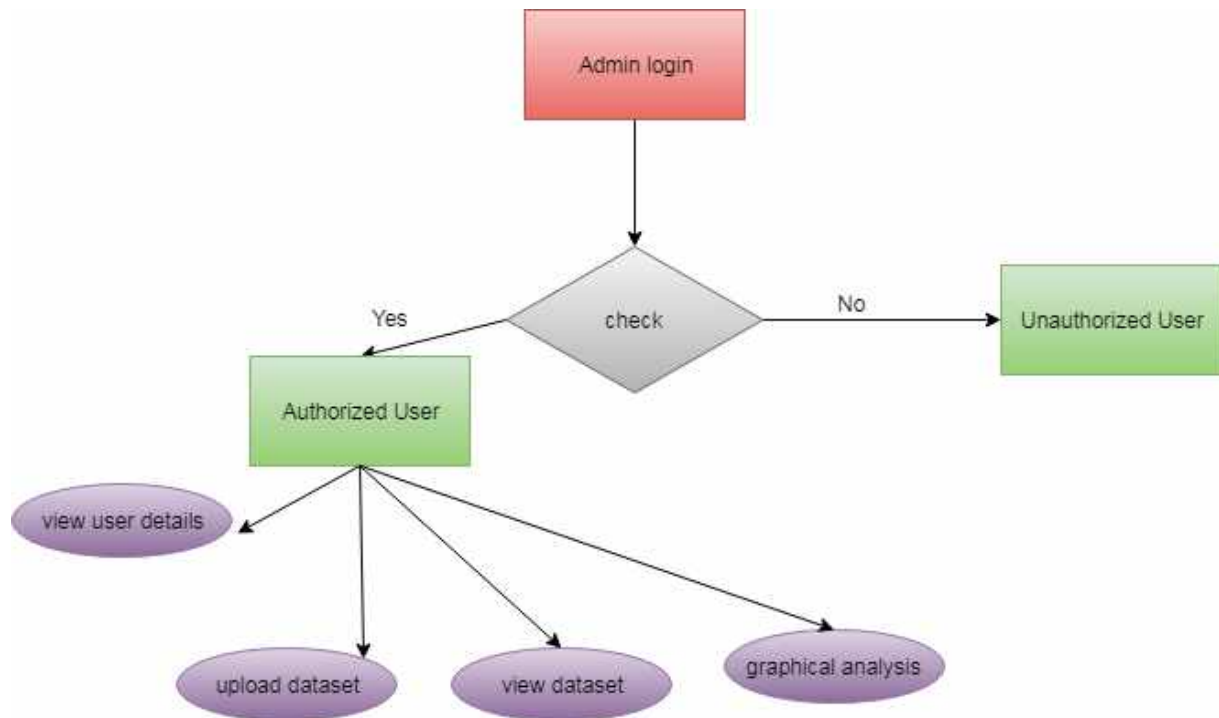 Admin login
check
Yes
No
Unauthorized User
Authorized User
view user details
upload dataset
view dataset
graphical analysis